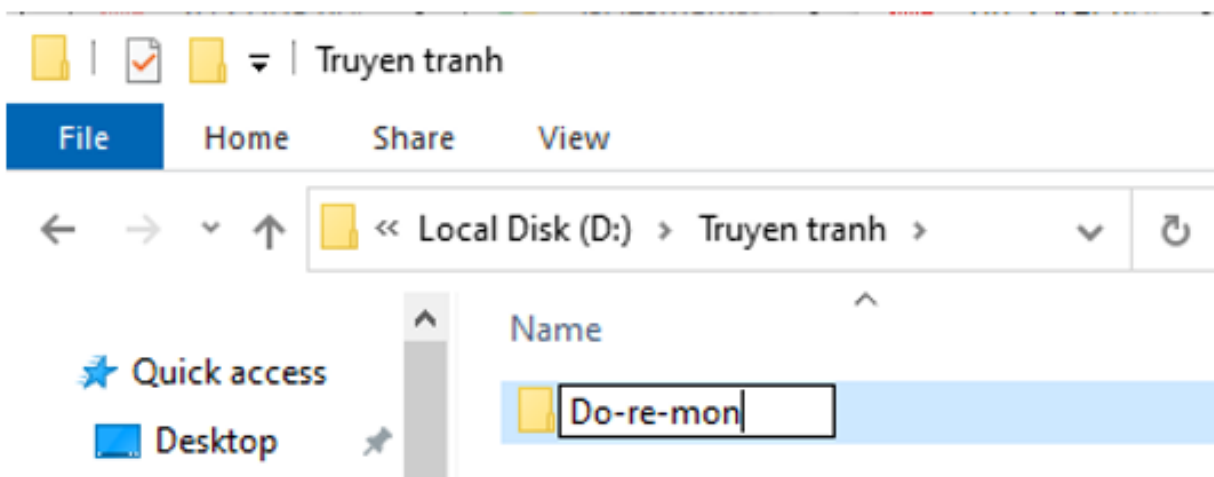 Truyen tranh
File Home Share View
« Local Disk (D:) > Truyen tranh >
Name
Quick access
Do-re-mon
Desktop